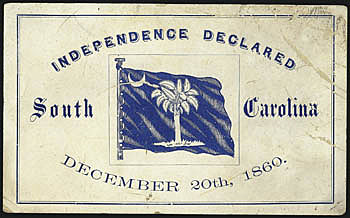 INDEPENDENCE DECLARED
South Carolina
DECEMBER 20th, 1860.